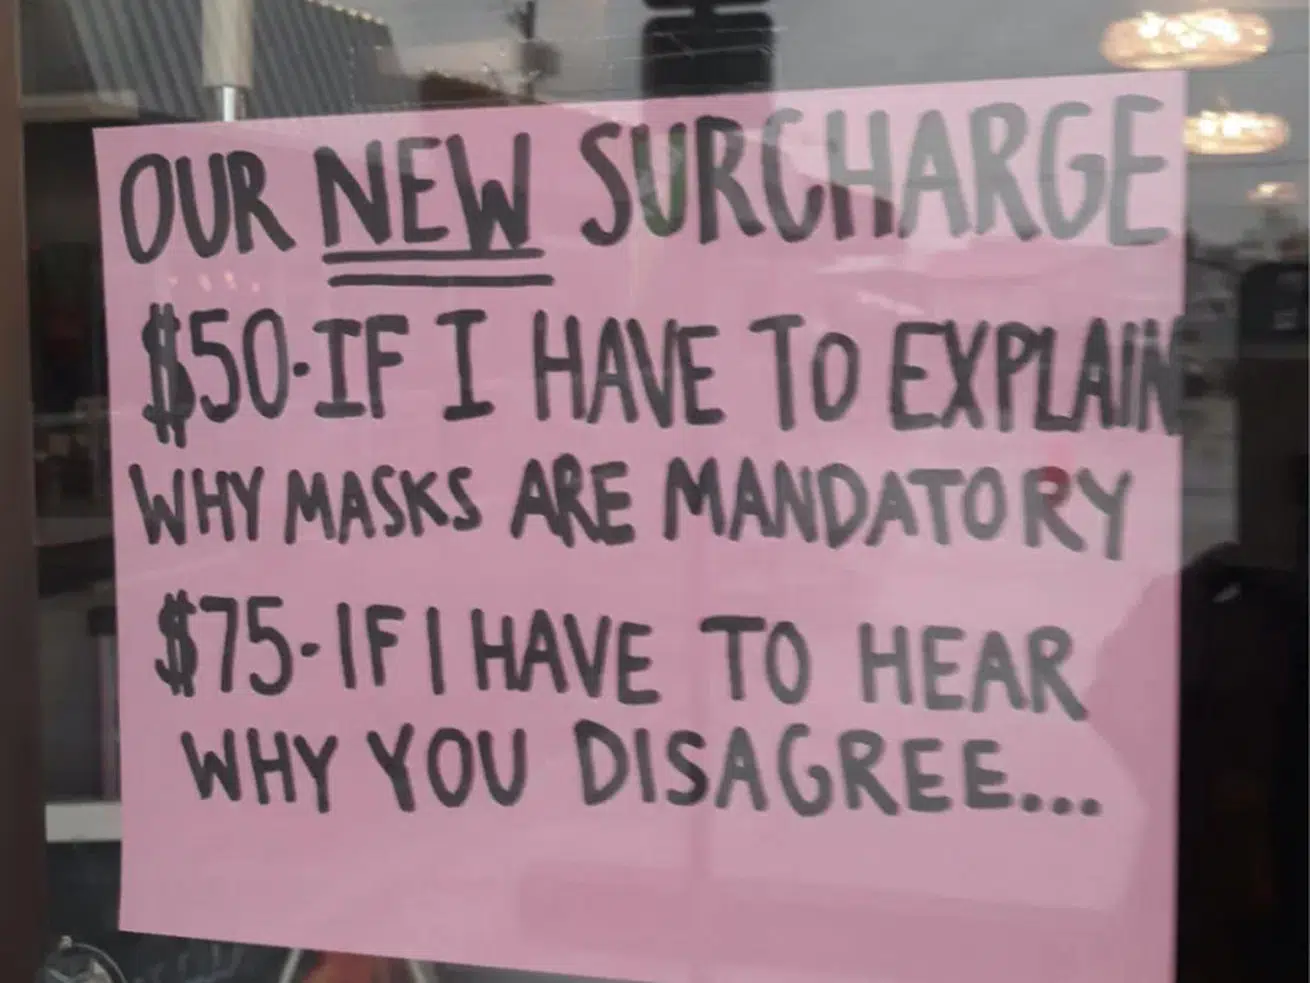 OUR NEW SURCHARGE
$50·IF I HAVE TO EXPLAIN
WHY MASKS ARE MANDATORY
$75-IF I HAVE TO HEAR
WHY YOU DISAGREE...